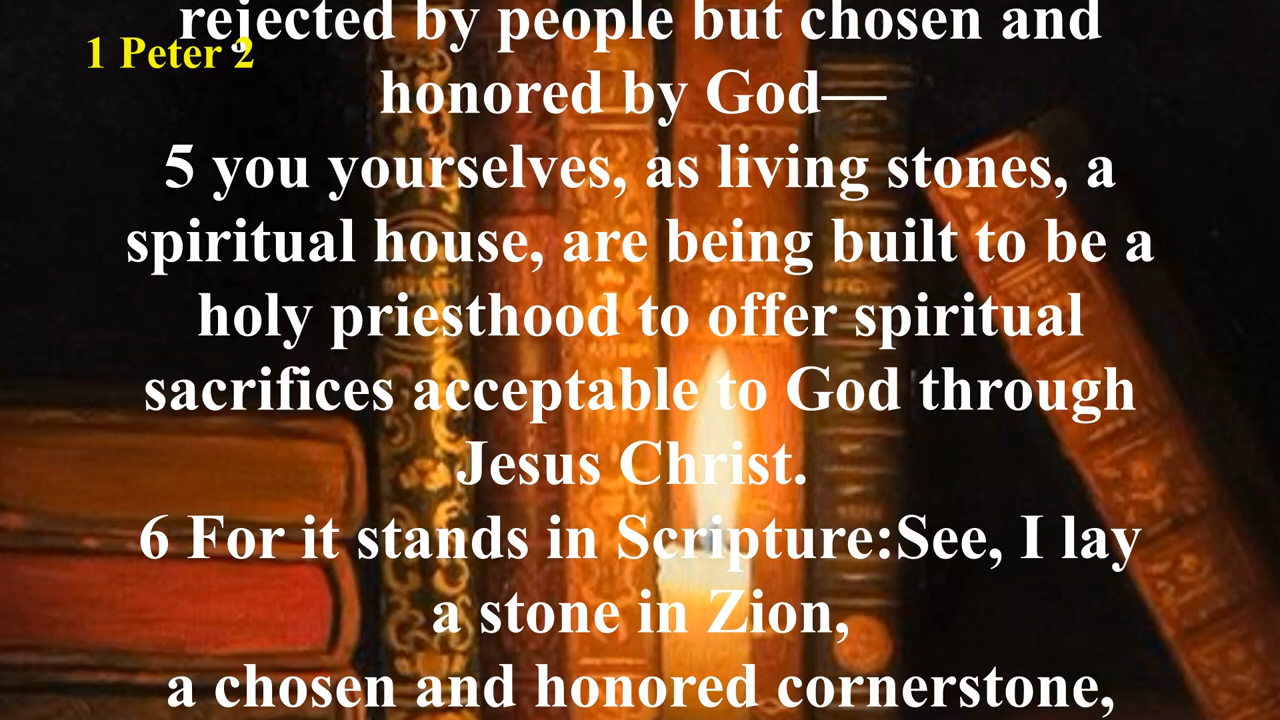 rejected by people but chosen and
1 Peter 2
honored by God—
5 you yourselves, as living stones, a
spiritual house, are being built to be a
holy priesthood to offer spiritual
sacrifices acceptable to God through
Jesus Christ.
6 For it stands in Scripture:See, I lay
a stone in Zion,
a chosen and honored cornerstone,